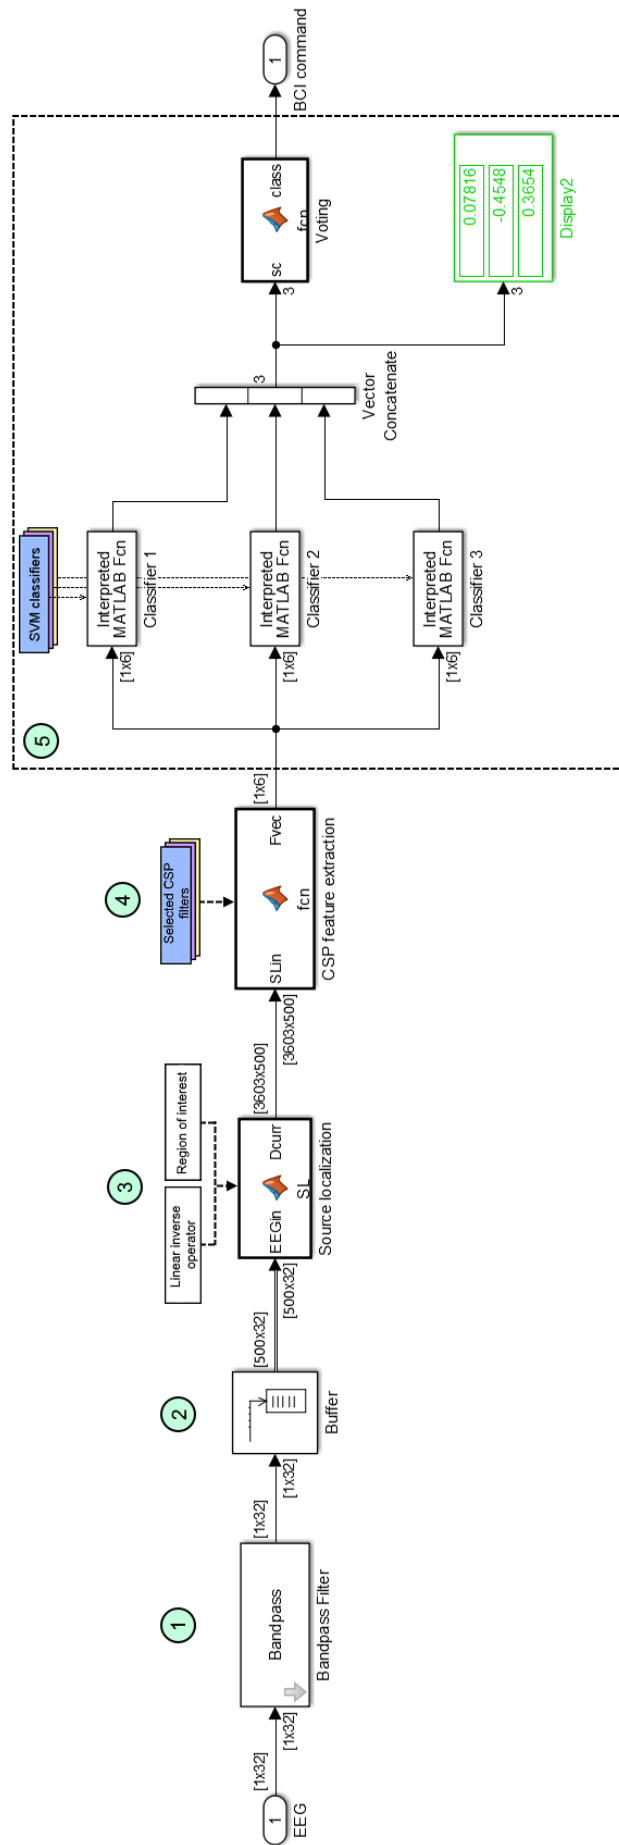 1
EEG
[1x32]
[1x32]
1
Bandpass
Bandpass Filter
[1x32]
[1x32]
2
Buffer
[500x32]
[500x32]
3
Linear inverse
operator
Region of interest
EEGin
Dcurr
SL
Source localization
[3603x500]
[3603x500]
4
Selected CSP
filters
SLin
Fvec
fcn
CSP feature extraction
[1x6]
5
SVM classifiers
[1x6]
Interpreted
MATLAB Fcn
Classifier 1
[1x6]
Interpreted
MATLAB Fcn
Classifier 2
[1x6]
Interpreted
MATLAB Fcn
Classifier 3
3
Vector
Concatenate
3
sc
class
fcn
Voting
3
0.07816
-0.4548
0.3654
Display2
1
BCI command